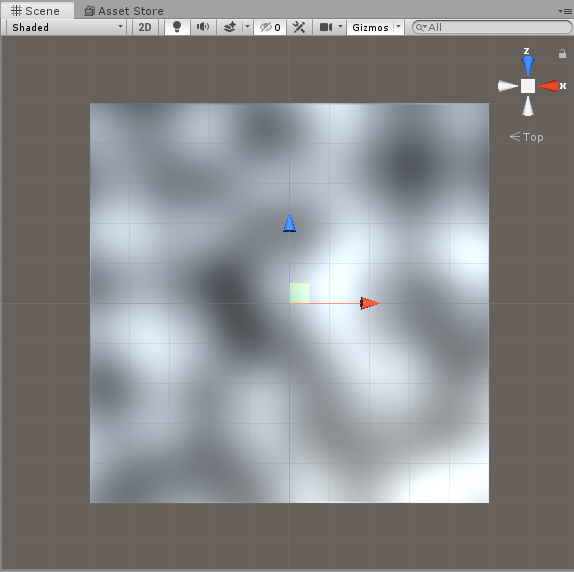 Scene Asset Store
Shaded 2D 0 Gizmos All
z
x
Top